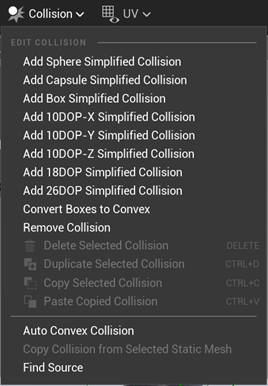 Collision UV
EDIT COLLISION
Add Sphere Simplified Collision
Add Capsule Simplified Collision
Add Box Simplified Collision
Add 10DOP-X Simplified Collision
Add 10DOP-Y Simplified Collision
Add 10DOP-Z Simplified Collision
Add 18DOP Simplified Collision
Add 26DOP Simplified Collision
Convert Boxes to Convex
Remove Collision
Delete Selected Collision DELETE
Duplicate Selected Collision CTRL+D
Copy Selected Collision CTRL+C
Paste Copied Collision CTRL+V
Auto Convex Collision
Copy Collision from Selected Static Mesh
Find Source